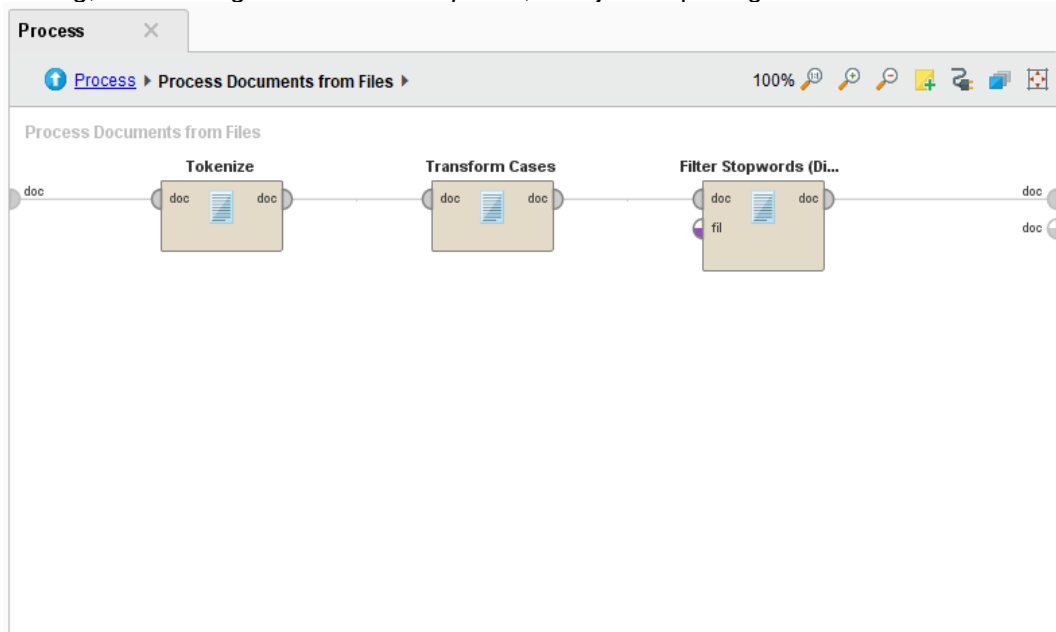 Process
Process Process Documents from Files
100%
Process Documents from Files
Tokenize
Transform Cases
Filter Stopwords (Di...
doc
doc doc
doc doc
doc doc
doc
fil
doc